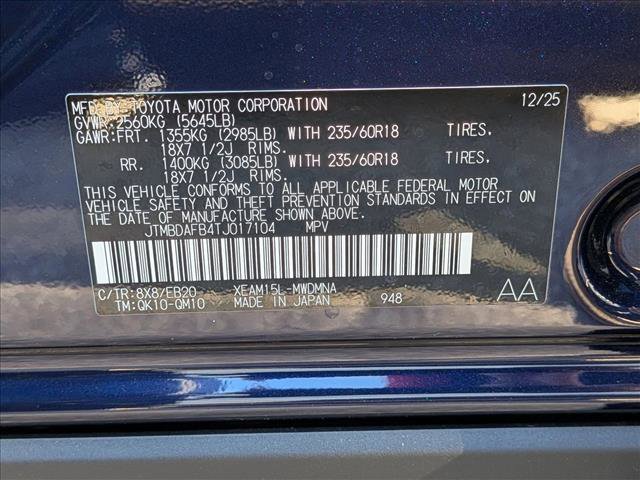 MFD. BY: TOYOTA MOTOR CORPORATION 12/25
GVWR: 2560KG (5645LB)
GAWR: FRT. 1355KG (2985LB) WITH 235/60R18 TIRES.
18X7 1/2J RIMS.
RR. 1400KG (3085LB) WITH 235/60R18 TIRES.
18X7 1/2J RIMS.
THIS VEHICLE CONFORMS TO ALL APPLICABLE FEDERAL MOTOR
VEHICLE SAFETY AND THEFT PREVENTION STANDARDS IN EFFECT ON
THE DATE OF MANUFACTURE SHOWN ABOVE.
JTMBDAFB4TJ017104 MPV
C/TR: 8X8/EB20 XEAM15L-MWDMNA
TM: QK10-QM10 MADE IN JAPAN 948 AA